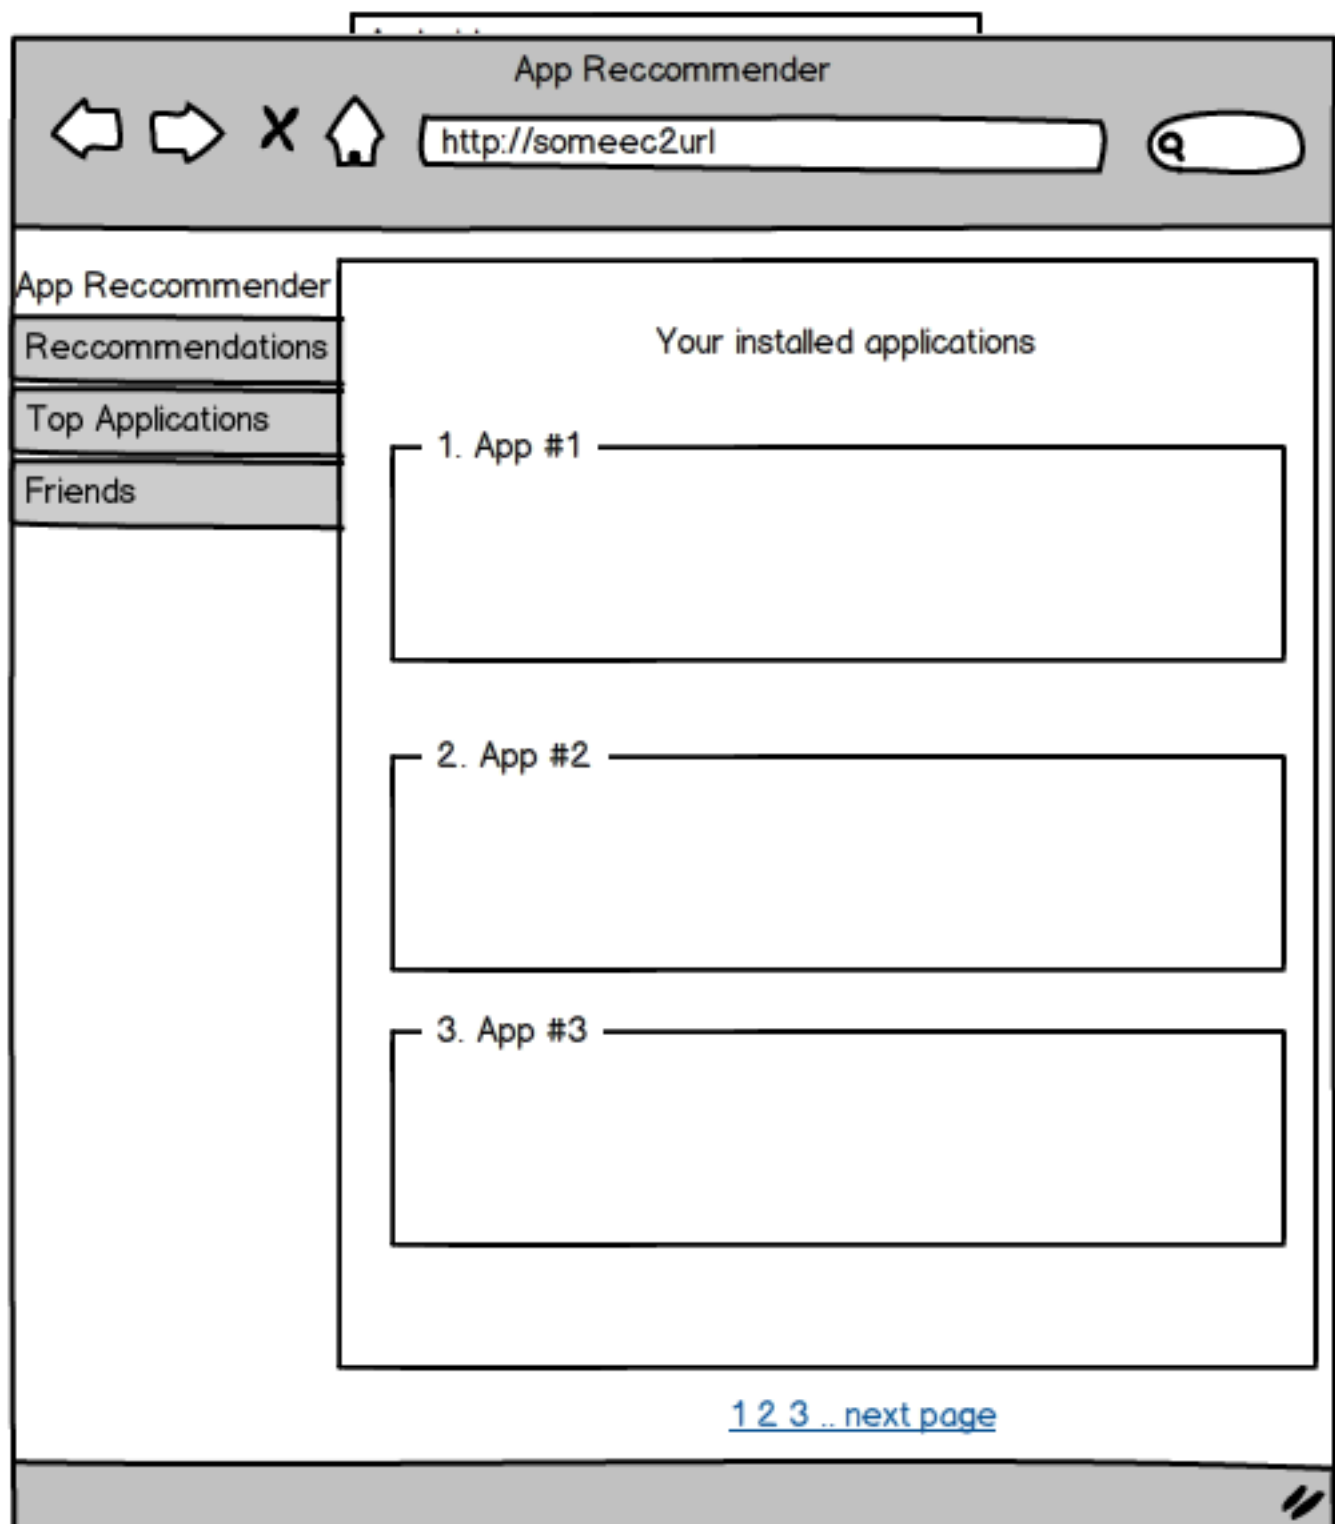 App Reccommender
http://someec2url
App Reccommender
Reccommendations
Top Applications
Friends
Your installed applications
1. App #1
2. App #2
3. App #3
1 2 3 .. next page